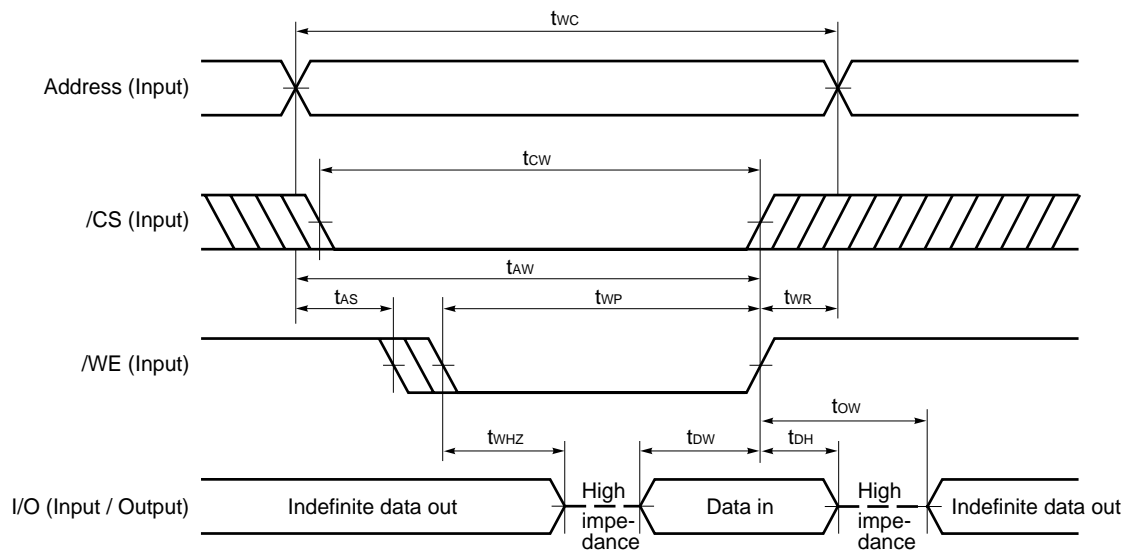 tWC
Address (Input)
tCW
/CS (Input)
tAW
tAS
tWP
tWR
/WE (Input)
tOW
tWHZ
tDW
tDH
I/O (Input / Output)
Indefinite data out
High
impe-
dance
Data in
High
impe-
dance
Indefinite data out